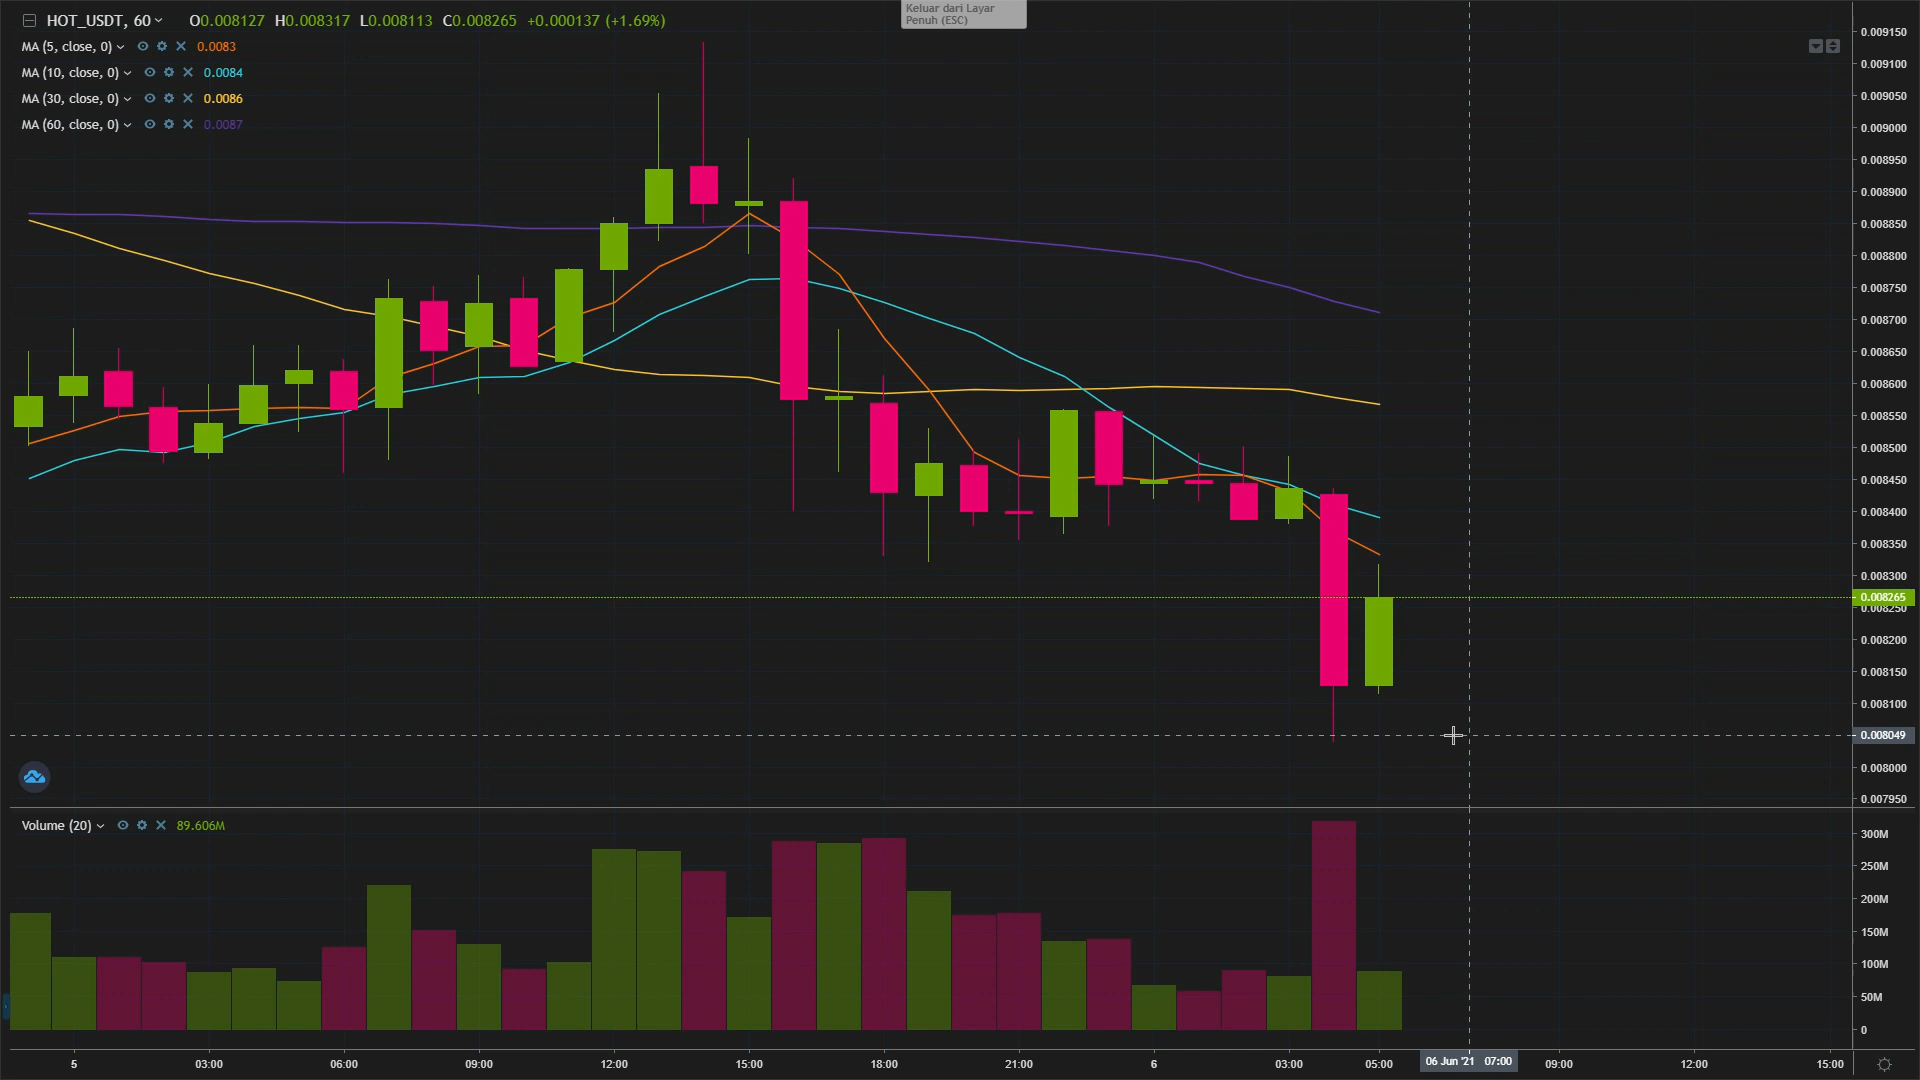 HOT_USDT, 60 O0.008127 H0.008317 L0.008113 C0.008265 +0.000137 (+1.69%)
Keluar dari Layar
Penuh (ESC)
MA (5, close, 0) 0.0083
MA (10, close, 0) 0.0084
MA (30, close, 0) 0.0086
MA (60, close, 0) 0.0087
0.009150
0.009100
0.009050
0.009000
0.008950
0.008900
0.008850
0.008800
0.008750
0.008700
0.008650
0.008600
0.008550
0.008500
0.008450
0.008400
0.008350
0.008300
0.008265
0.008250
0.008200
0.008150
0.008100
0.008049
0.008000
0.007950
Volume (20) 89.606M
300M
250M
200M
150M
100M
50M
0
5 03:00 06:00 09:00 12:00 15:00 18:00 21:00 6 03:00 05:00 06 Jun '21 07:00 09:00 12:00 15:00